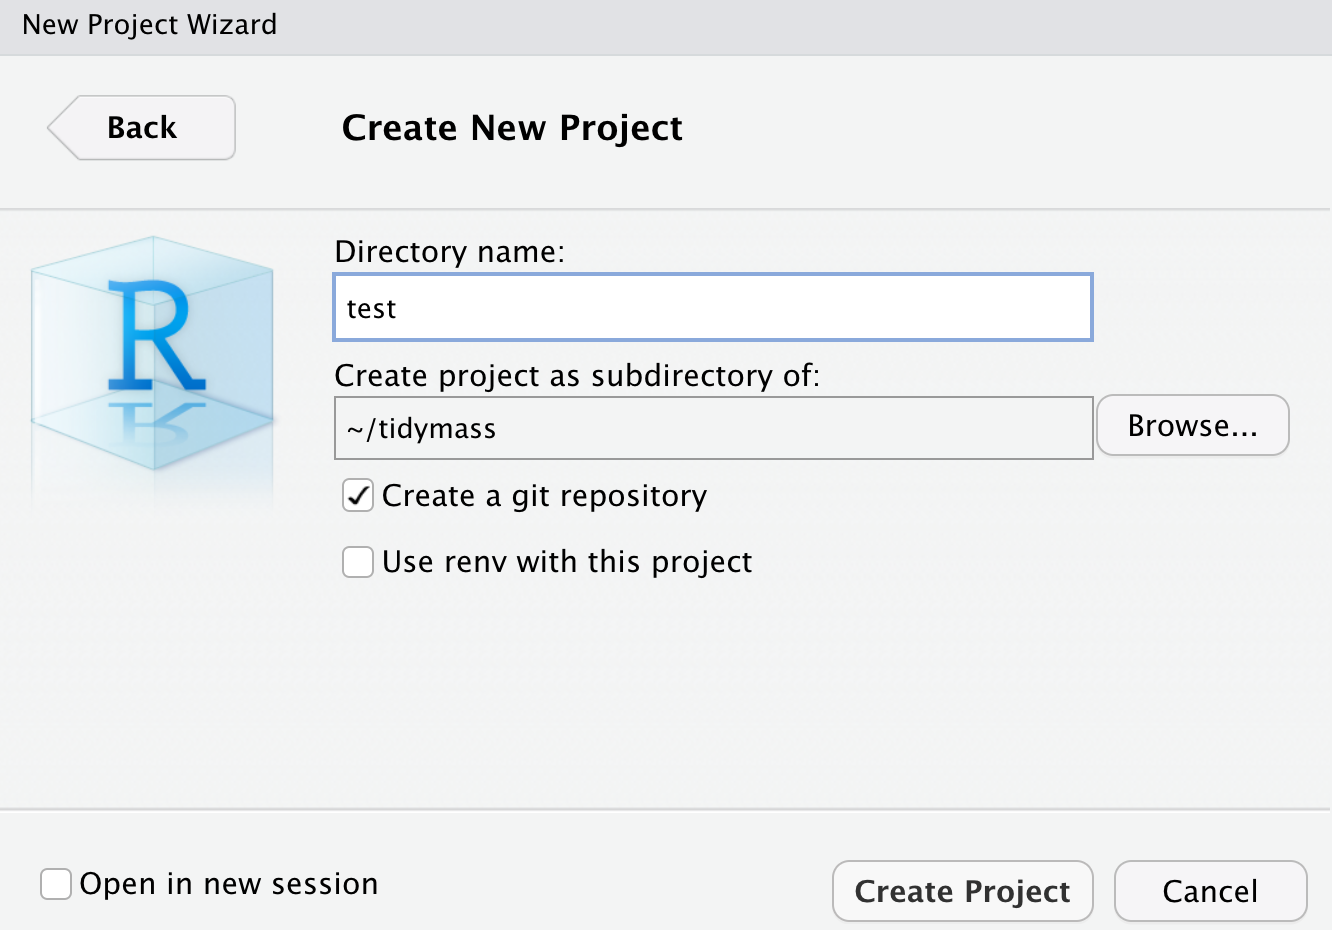 New Project Wizard
Back
Create New Project
R
Directory name:
test
Create project as subdirectory of:
~/tidymass
Browse...
Create a git repository
Use renv with this project
Open in new session
Create Project
Cancel